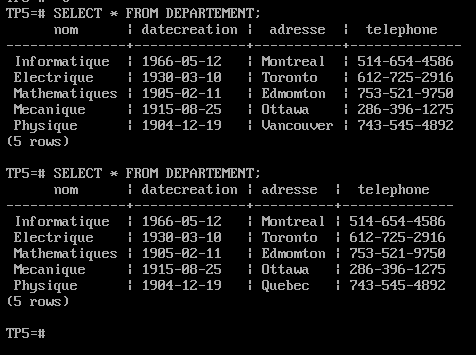 TP5=# SELECT * FROM DEPARTEMENT;
nom | datecreation | adresse | telephone
---------------+--------------+-----------+--------------
Informatique | 1966-05-12 | Montreal | 514-654-4586
Electrique | 1930-03-10 | Toronto | 612-725-2916
Mathematiques | 1905-02-11 | Edmomton | 753-521-9750
Mecanique | 1915-08-25 | Ottawa | 286-396-1275
Physique | 1904-12-19 | Vancouver | 743-545-4892
(5 rows)
TP5=# SELECT * FROM DEPARTEMENT;
nom | datecreation | adresse | telephone
---------------+--------------+----------+--------------
Informatique | 1966-05-12 | Montreal | 514-654-4586
Electrique | 1930-03-10 | Toronto | 612-725-2916
Mathematiques | 1905-02-11 | Edmomton | 753-521-9750
Mecanique | 1915-08-25 | Ottawa | 286-396-1275
Physique | 1904-12-19 | Quebec | 743-545-4892
(5 rows)
TP5=#